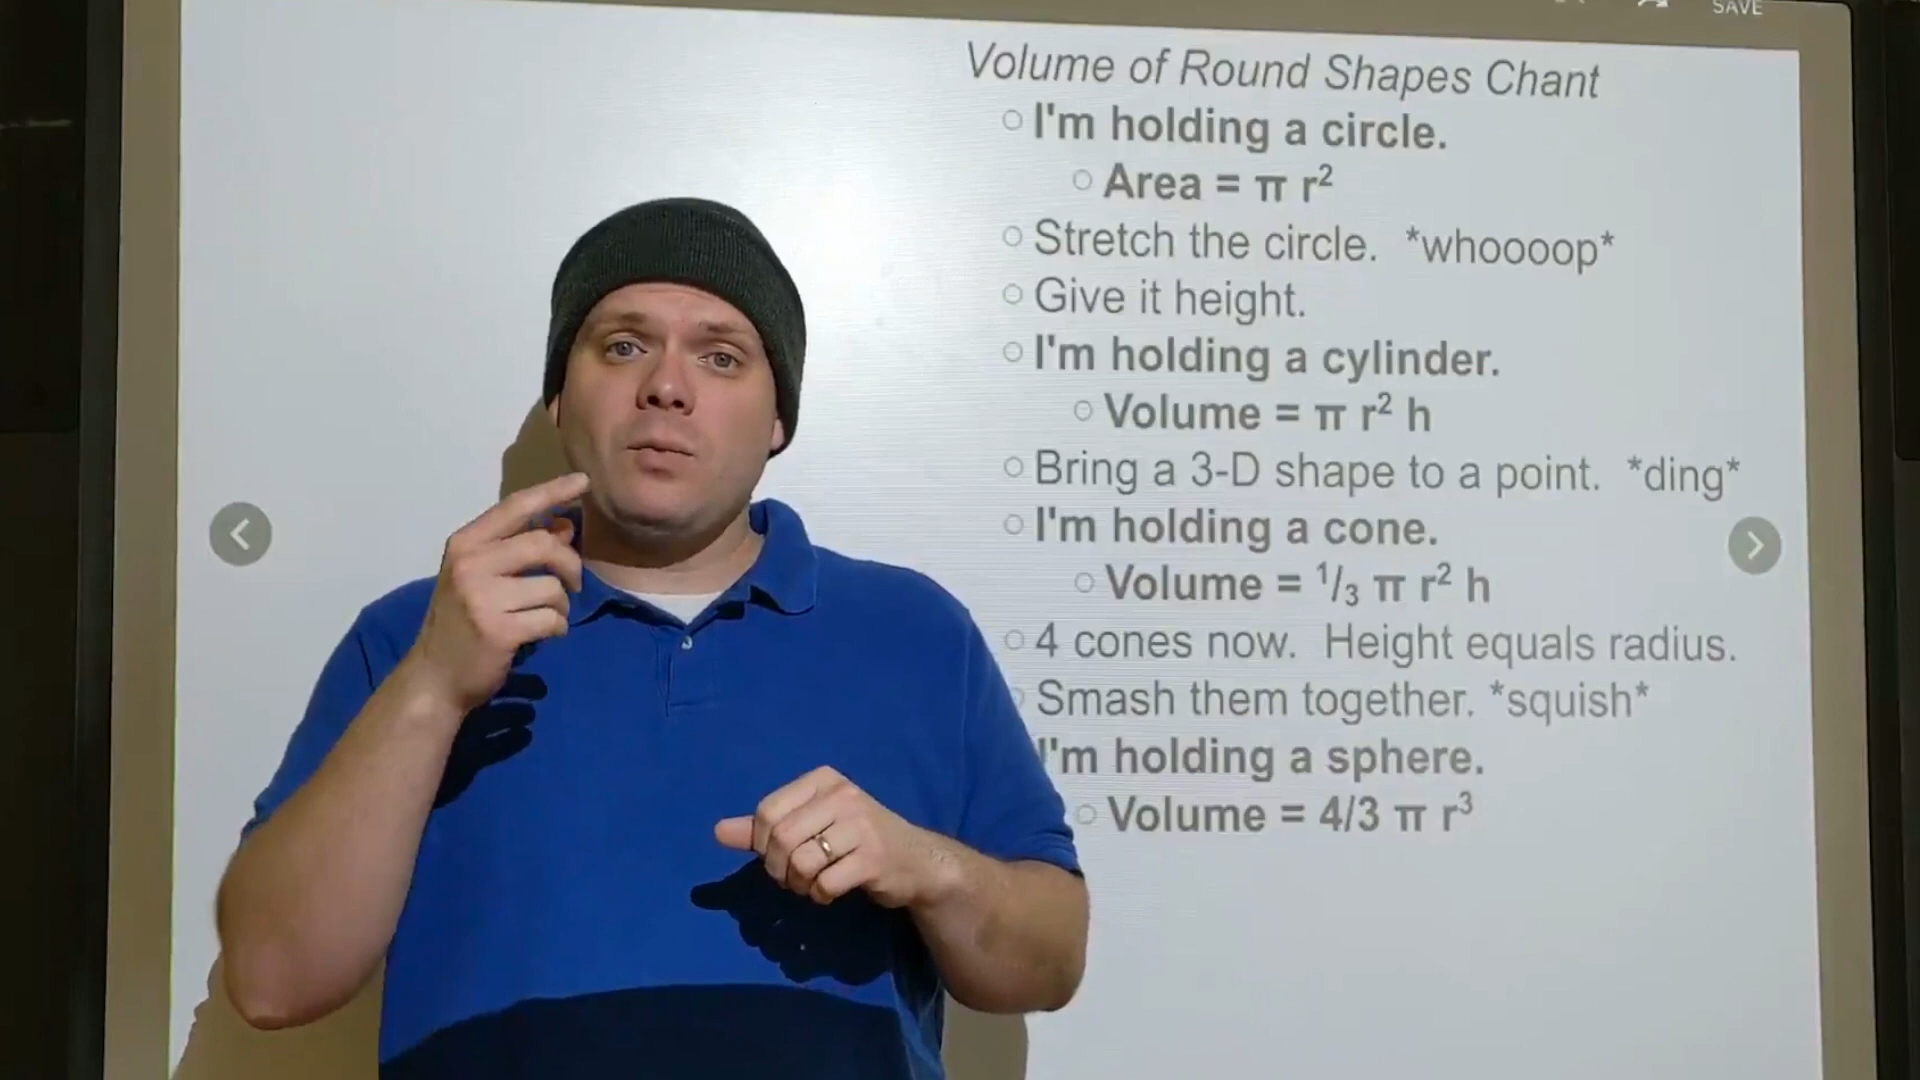 SAVE
Volume of Round Shapes Chant
I'm holding a circle.
Area = π r²
Stretch the circle. *whoooop*
Give it height.
I'm holding a cylinder.
Volume = π r² h
Bring a 3-D shape to a point. *ding*
I'm holding a cone.
Volume = ¹/₃ π r² h
4 cones now. Height equals radius.
Smash them together. *squish*
I'm holding a sphere.
Volume = 4/3 π r³